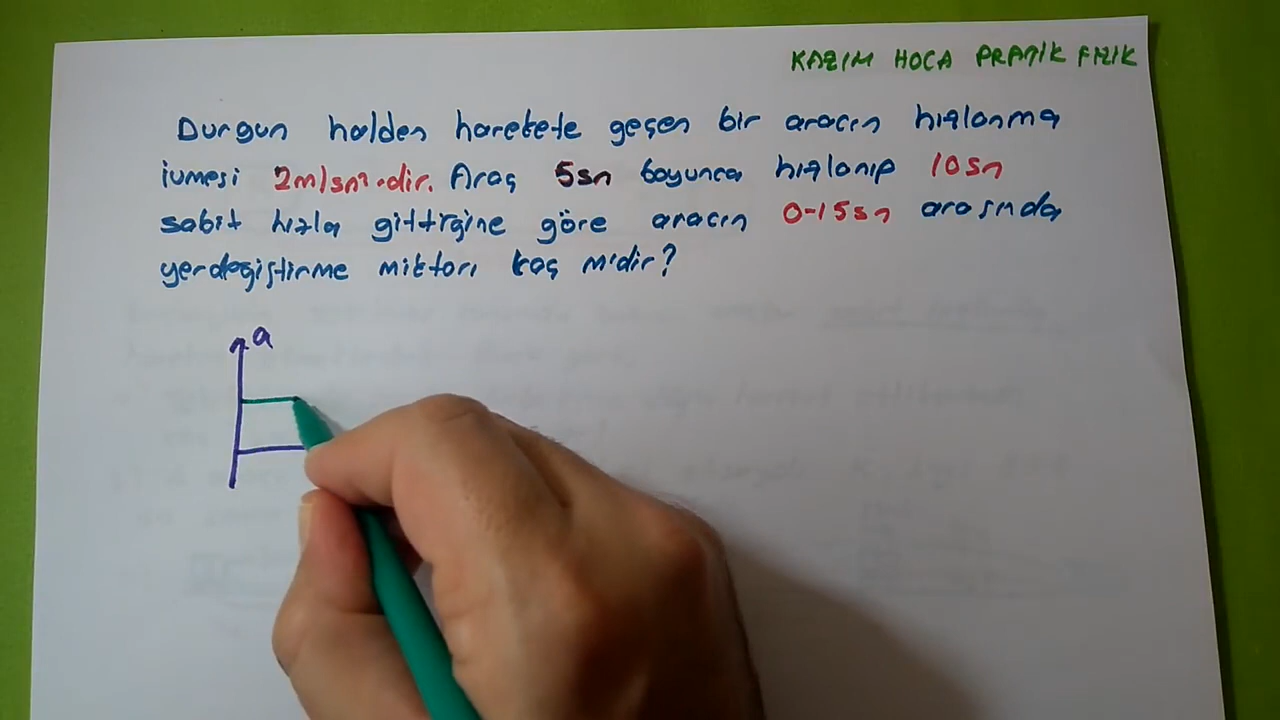 KAZIM HOCA PRATİK FİZİK
Durgun halden harekete geçen bir aracın hızlanma
ivmesi 2m/sn².dir. Araç 5sn boyunca hızlanıp 10sn
sabit hızla gittiğine göre aracın 0-15sn arasında
yerdeğiştirme miktarı kaç m'dir?
a